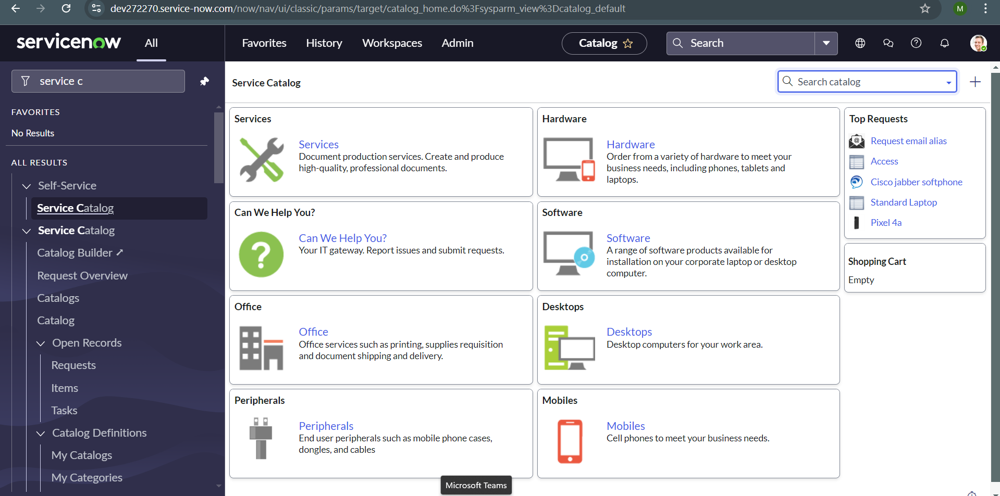 dev272270.service-now.com/now/nav/ui/classic/params/target/catalog_home.do%3Fsysparm_view%3Dcatalog_default
M
servicenow
All
Favorites
History
Workspaces
Admin
Catalog
Search
service c
FAVORITES
No Results
ALL RESULTS
Self-Service
Service Catalog
Service Catalog
Catalog Builder
Request Overview
Catalogs
Catalog
Open Records
Requests
Items
Tasks
Catalog Definitions
My Catalogs
My Categories
Service Catalog
Search catalog
Services
Services
Document production services. Create and produce
high-quality, professional documents.
Hardware
Hardware
Order from a variety of hardware to meet your
business needs, including phones, tablets and
laptops.
Can We Help You?
Can We Help You?
Your IT gateway. Report issues and submit requests.
Software
Software
A range of software products available for
installation on your corporate laptop or desktop
computer.
Office
Office
Office services such as printing, supplies requisition
and document shipping and delivery.
Desktops
Desktops
Desktop computers for your work area.
Peripherals
Peripherals
End user peripherals such as mobile phone cases,
dongles, and cables
Mobiles
Mobiles
Cell phones to meet your business needs.
Top Requests
Request email alias
Access
Cisco jabber softphone
Standard Laptop
Pixel 4a
Shopping Cart
Empty
Microsoft Teams